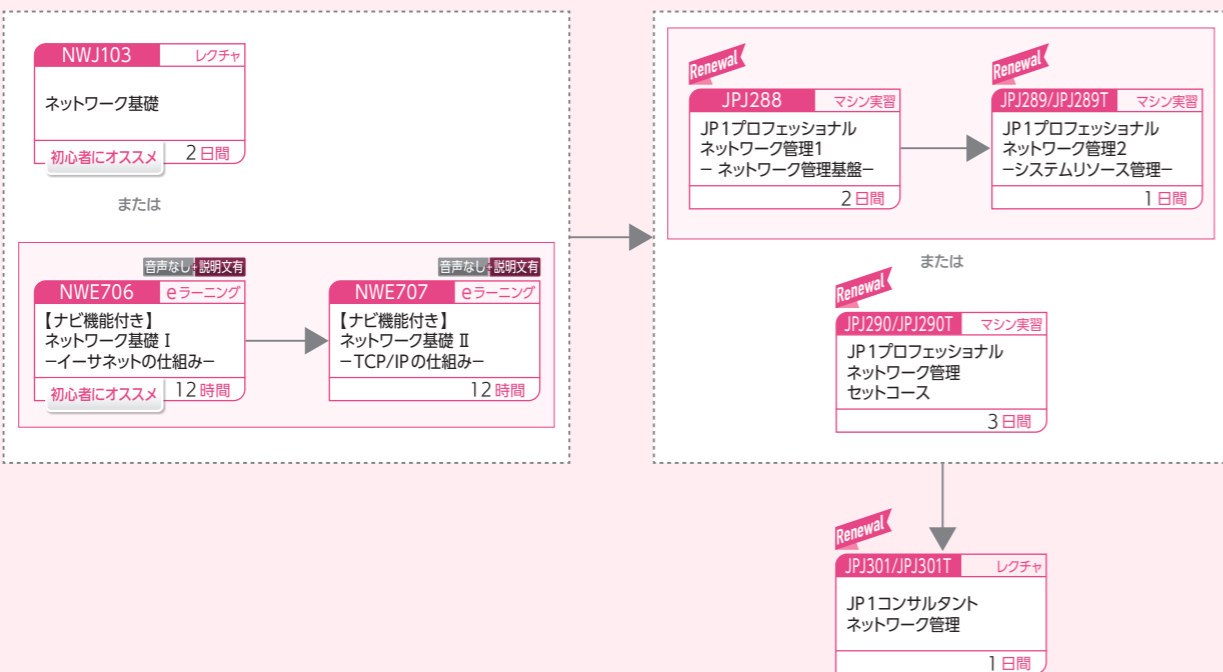 NWJ103 レクチャ
ネットワーク基礎
初心者にオススメ 2日間
または
音声なし+説明文有
NWE706 eラーニング
【ナビ機能付き】
ネットワーク基礎 Ⅰ
－イーサネットの仕組み－
初心者にオススメ 12時間
音声なし+説明文有
NWE707 eラーニング
【ナビ機能付き】
ネットワーク基礎 Ⅱ
－TCP/IPの仕組み－
12時間
Renewal
JPJ288 マシン実習
JP1プロフェッショナル
ネットワーク管理1
－ ネットワーク管理基盤－
2日間
Renewal
JPJ289/JPJ289T マシン実習
JP1プロフェッショナル
ネットワーク管理2
－システムリソース管理－
1日間
または
Renewal
JPJ290/JPJ290T マシン実習
JP1プロフェッショナル
ネットワーク管理
セットコース
3日間
Renewal
JPJ301/JPJ301T レクチャ
JP1コンサルタント
ネットワーク管理
1日間